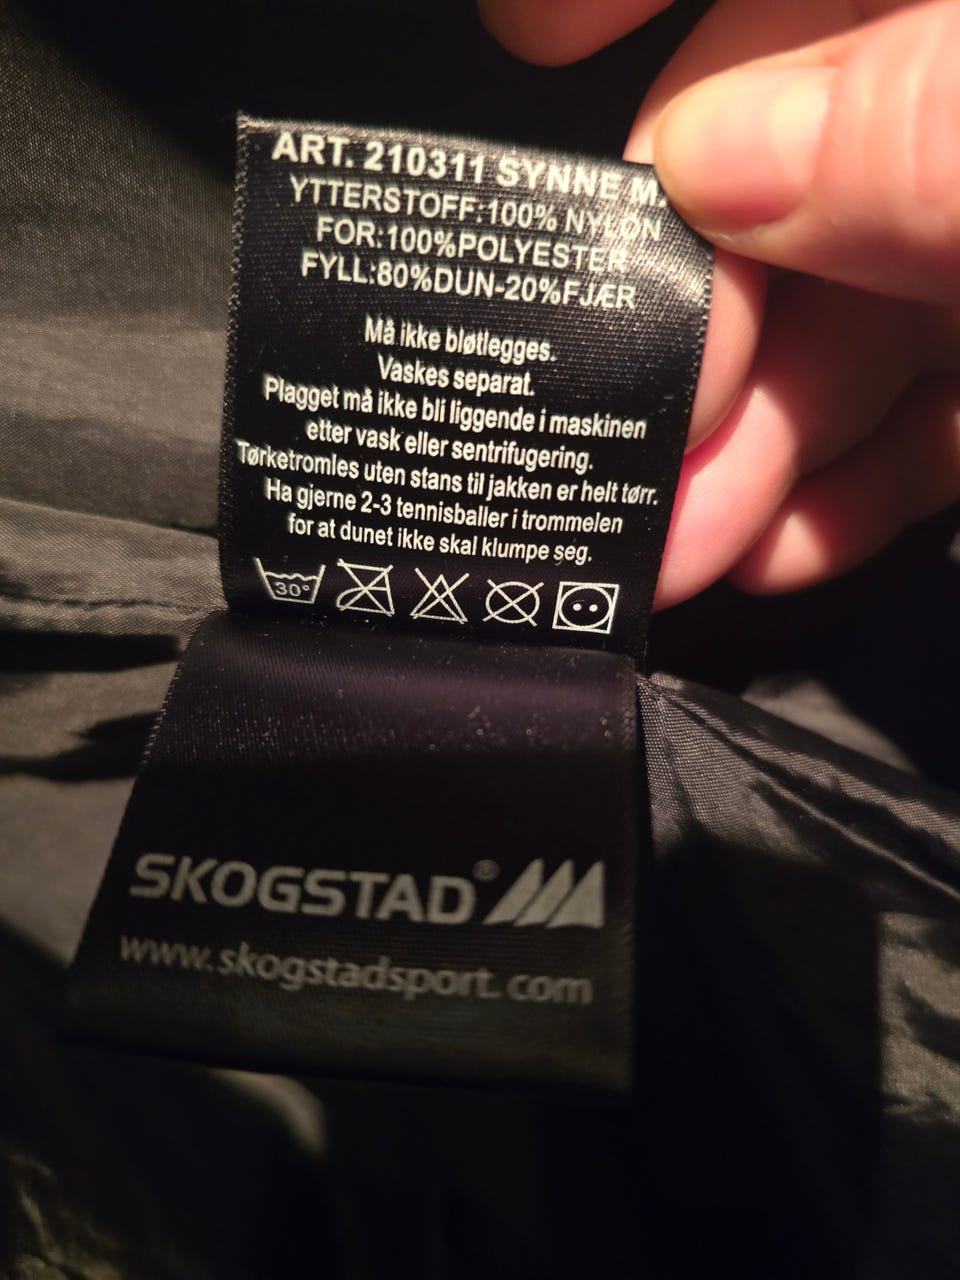 ART. 210311 SYNNE
YTTERSTOFF:100% NYLON
FOR:100%POLYESTER
FYLL:80%DUN-20%FJÆR
Må ikke bløtlegges.
Vaskes separat.
Plagget må ikke bli liggende i maskinen
etter vask eller sentrifugering.
Tørketromles uten stans til jakken er helt tørr.
Ha gjerne 2-3 tennisballer i trommelen
for at dunet ikke skal klumpe seg.
30°
SKOGSTAD®
www.skogstadsport.com